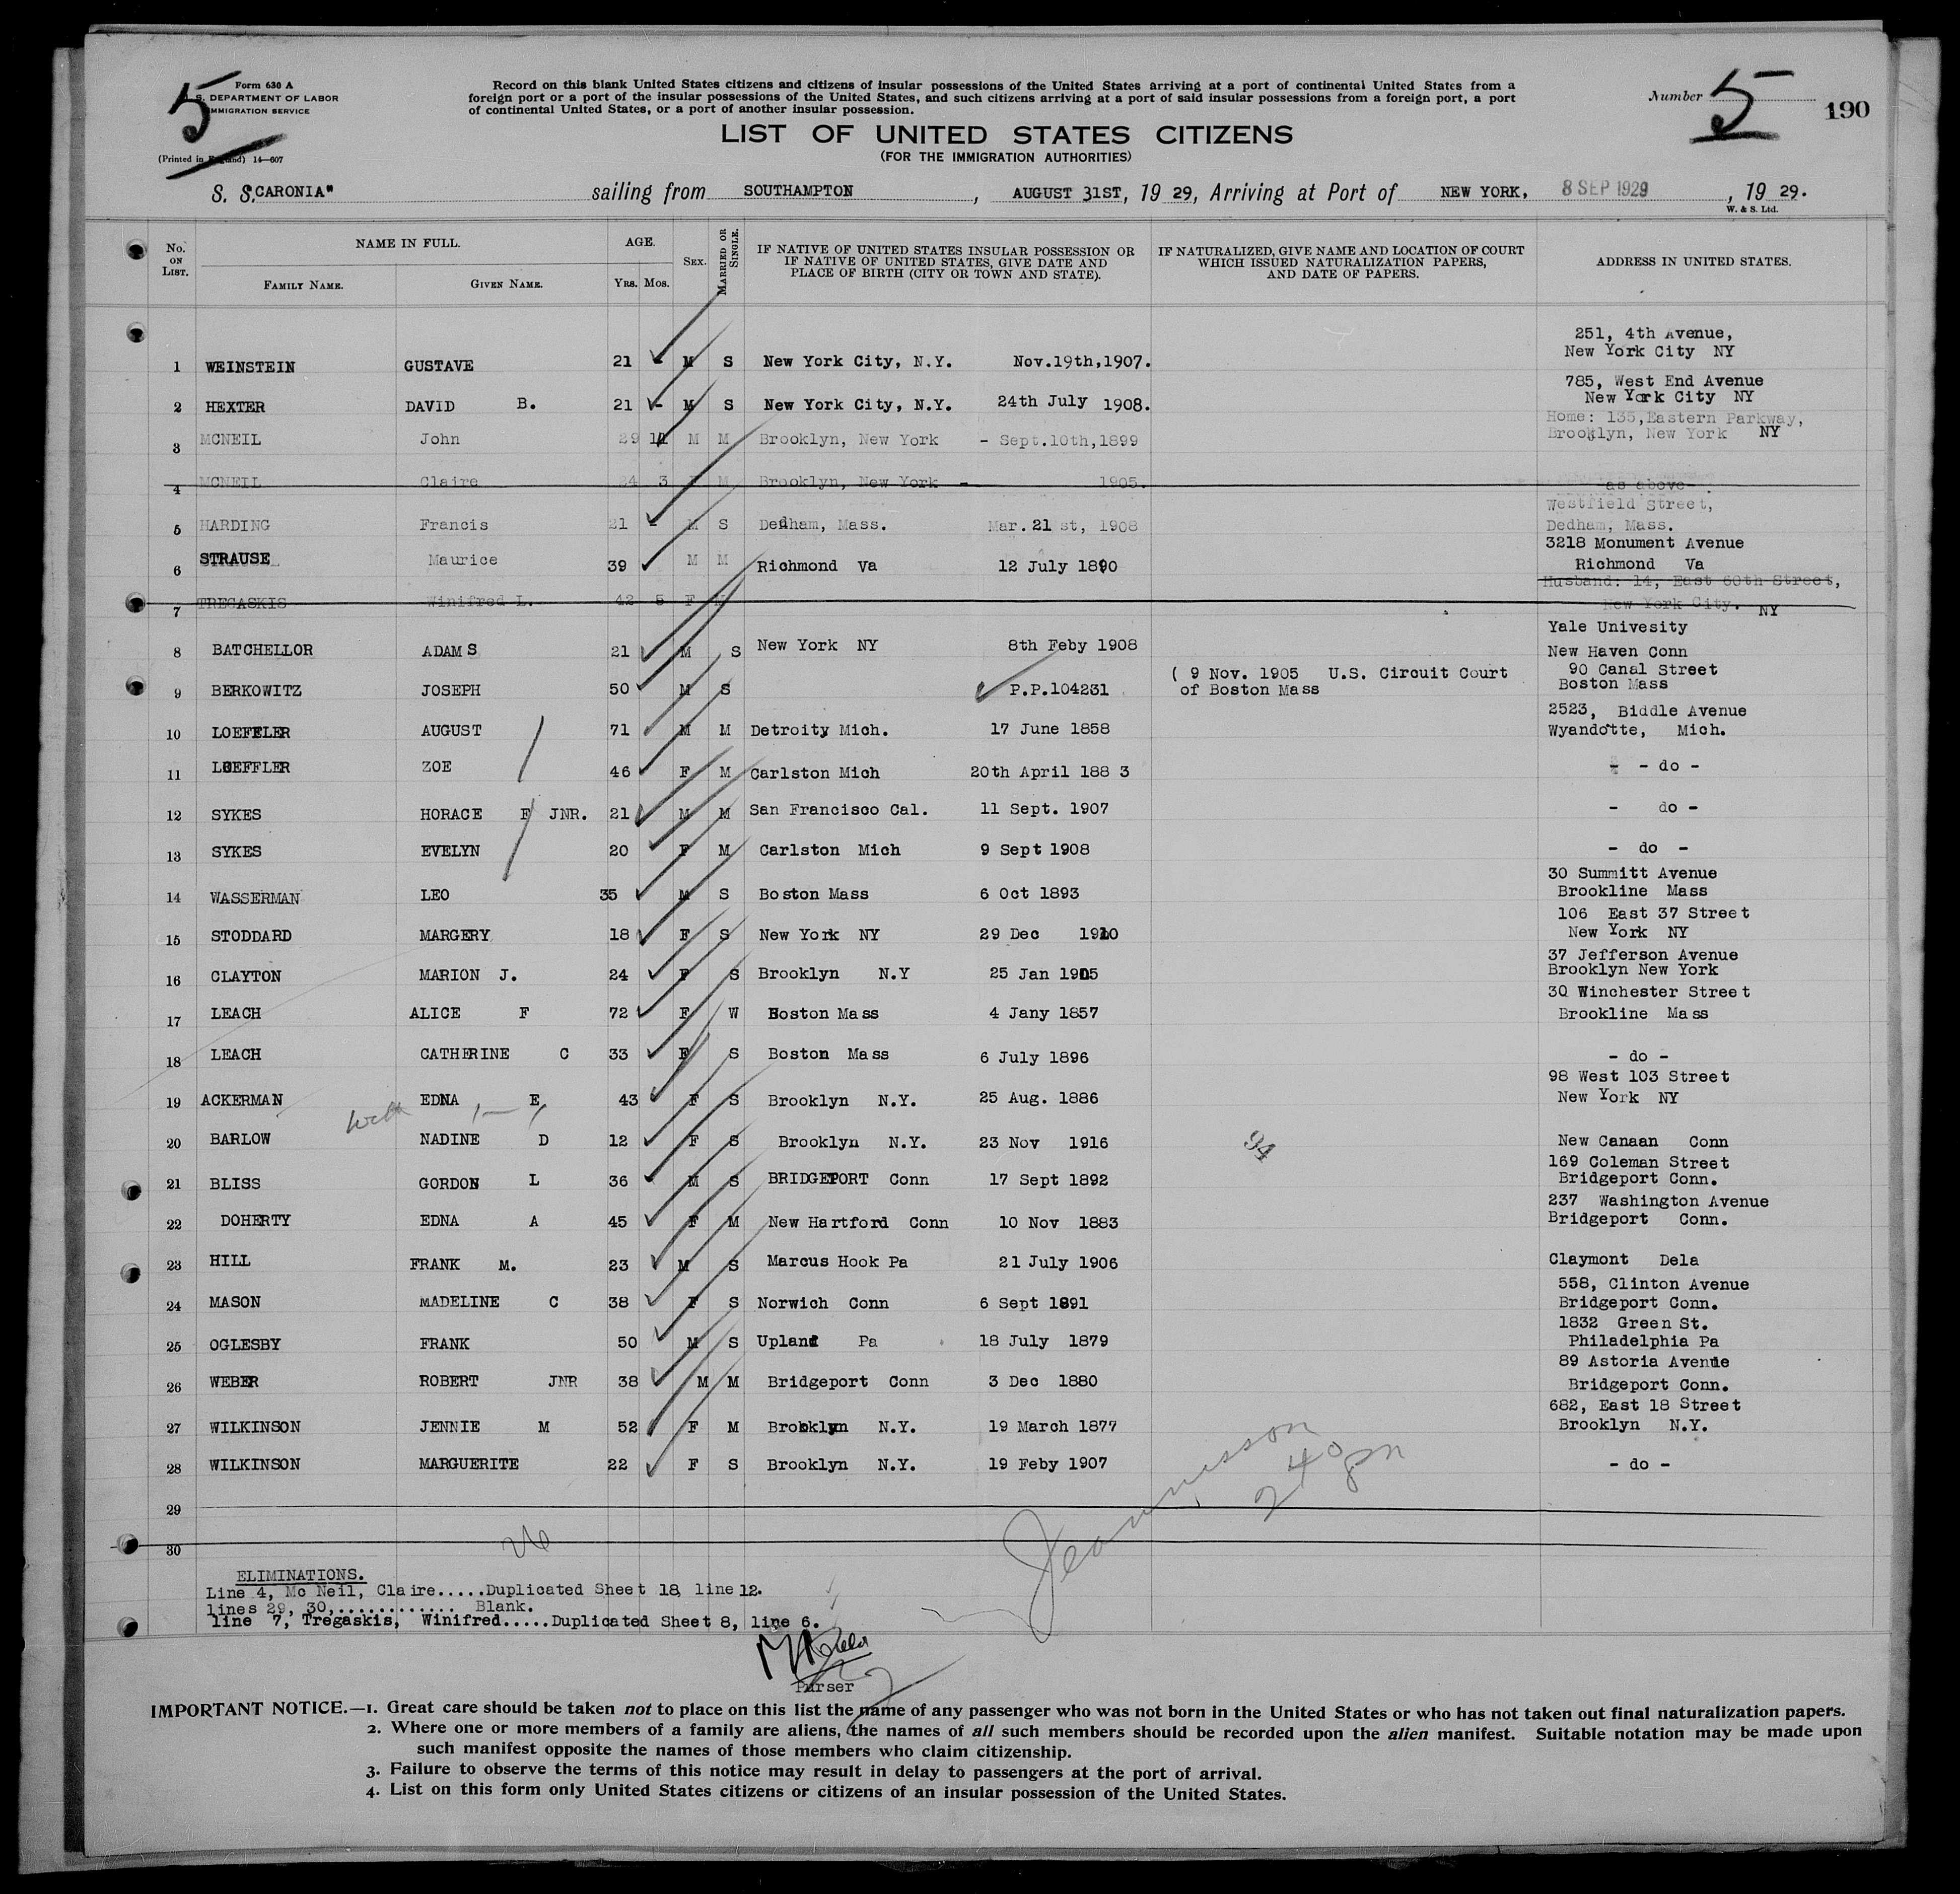 5
Form 630 A
U. S. DEPARTMENT OF LABOR
IMMIGRATION SERVICE
(Printed in England) 14—607
Record on this blank United States citizens and citizens of insular possessions of the United States arriving at a port of continental United States from a
foreign port or a port of the insular possessions of the United States, and such citizens arriving at a port of said insular possessions from a foreign port, a port
of continental United States, or a port of another insular possession.
Number 5 190
LIST OF UNITED STATES CITIZENS
(FOR THE IMMIGRATION AUTHORITIES)
S. S. CARONIA" sailing from SOUTHAMPTON, AUGUST 31ST, 19 29, Arriving at Port of NEW YORK, 8 SEP 1929, 19 29.
W. & S. Ltd.
No. ON LIST. NAME IN FULL. FAMILY NAME. GIVEN NAME. AGE. YRS. MOS. SEX. MARRIED OR SINGLE.
IF NATIVE OF UNITED STATES INSULAR POSSESSION OR
IF NATIVE OF UNITED STATES, GIVE DATE AND
PLACE OF BIRTH (CITY OR TOWN AND STATE).
IF NATURALIZED, GIVE NAME AND LOCATION OF COURT
WHICH ISSUED NATURALIZATION PAPERS,
AND DATE OF PAPERS.
ADDRESS IN UNITED STATES.
251, 4th Avenue,
1 WEINSTEIN GUSTAVE 21 - M S New York City, N.Y. Nov.19th,1907. New York City NY
785, West End Avenue
2 HEXTER DAVID B. 21 - M S New York City, N.Y. 24th July 1908. New York City NY
Home: 135,Eastern Parkway,
3 MCNEIL John 29 11 M M Brooklyn, New York - Sept.10th,1899 Brooklyn, New York NY
4 MCNEIL Claire 24 3 M Brooklyn, New York - 1905. -as above-
Westfield Street,
5 HARDING Francis 21 - M S Dedham, Mass. Mar. 21 st, 1908 Dedham, Mass.
3218 Monument Avenue
6 STRAUSE Maurice 39 M M Richmond Va 12 July 1890 Richmond Va
Husband: 14, East 60th Street,
7 TREGASKIS Winifred L. 42 5 F M New York City. NY
Yale Univesity
8 BATCHELLOR ADAMS 21 M S New York NY 8th Feby 1908 New Haven Conn
90 Canal Street
9 BERKOWITZ JOSEPH 50 M S P.P.104231 ( 9 Nov. 1905 U.S. Circuit Court
of Boston Mass Boston Mass
2523, Biddle Avenue
10 LOEFFLER AUGUST 71 M M Detroity Mich. 17 June 1858 Wyandotte, Mich.
11 LOEFFLER ZOE 46 F M Carlston Mich 20th April 188 3 - - do -
12 SYKES HORACE F JNR. 21 M M San Francisco Cal. 11 Sept. 1907 - do -
13 SYKES EVELYN 20 F M Carlston Mich 9 Sept 1908 - do -
30 Summitt Avenue
14 WASSERMAN LEO 35 M S Boston Mass 6 Oct 1893 Brookline Mass
106 East 37 Street
15 STODDARD MARGERY 18 F S New York NY 29 Dec 1910 New York NY
37 Jefferson Avenue
16 CLAYTON MARION J. 24 F S Brooklyn N.Y 25 Jan 1905 Brooklyn New York
30 Winchester Street
17 LEACH ALICE F 72 F W Boston Mass 4 Jany 1857 Brookline Mass
18 LEACH CATHERINE C 33 F S Boston Mass 6 July 1896 - do -
98 West 103 Street
19 ACKERMAN EDNA E, 43 F S Brooklyn N.Y. 25 Aug. 1886 New York NY
20 BARLOW NADINE D 12 F S Brooklyn N.Y. 23 Nov 1916 94 New Canaan Conn
169 Coleman Street
21 BLISS GORDON L 36 M S BRIDGEPORT Conn 17 Sept 1892 Bridgeport Conn.
237 Washington Avenue
22 DOHERTY EDNA A 45 F M New Hartford Conn 10 Nov 1883 Bridgeport Conn.
23 HILL FRANK M. 23 M S Marcus Hook Pa 21 July 1906 Claymont Dela
558, Clinton Avenue
24 MASON MADELINE C 38 F S Norwich Conn 6 Sept 1891 Bridgeport Conn.
1832 Green St.
25 OGLESBY FRANK 50 M S Upland Pa 18 July 1879 Philadelphia Pa
89 Astoria Avenue
26 WEBER ROBERT JNR 38 M M Bridgeport Conn 3 Dec 1880 Bridgeport Conn.
682, East 18 Street
27 WILKINSON JENNIE M 52 F M Brooklyn N.Y. 19 March 1877 Brooklyn N.Y.
28 WILKINSON MARGUERITE 22 F S Brooklyn N.Y. 19 Feby 1907 - do -
29
30
26
2 40 pm
ELIMINATIONS.
Line 4, Mc Neil, Claire.....Duplicated Sheet 18, line 12.
lines 29, 30,............. Blank.
line 7, Tregaskis, Winifred.....Duplicated Sheet 8, line 6.
Purser
IMPORTANT NOTICE.—1. Great care should be taken not to place on this list the name of any passenger who was not born in the United States or who has not taken out final naturalization papers.
2. Where one or more members of a family are aliens, the names of all such members should be recorded upon the alien manifest. Suitable notation may be made upon
such manifest opposite the names of those members who claim citizenship.
3. Failure to observe the terms of this notice may result in delay to passengers at the port of arrival.
4. List on this form only United States citizens or citizens of an insular possession of the United States.